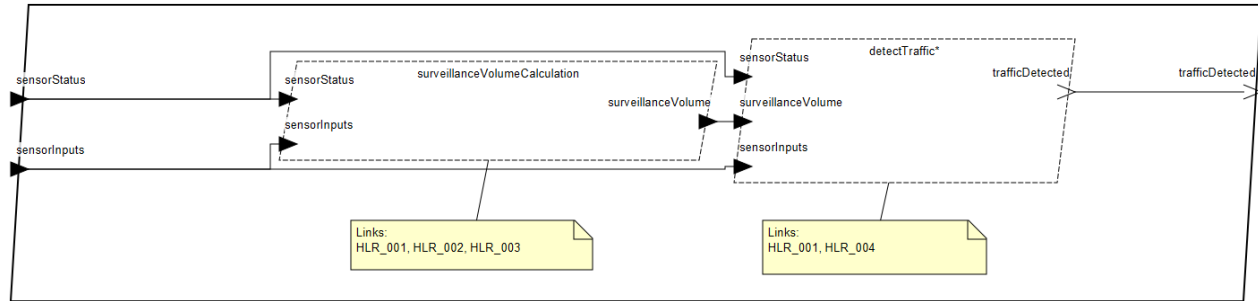 sensorStatus
sensorInputs
surveillanceVolumeCalculation
sensorStatus
sensorInputs
surveillanceVolume
detectTraffic*
sensorStatus
surveillanceVolume
sensorInputs
trafficDetected
trafficDetected
Links:
HLR_001, HLR_002, HLR_003
Links:
HLR_001, HLR_004